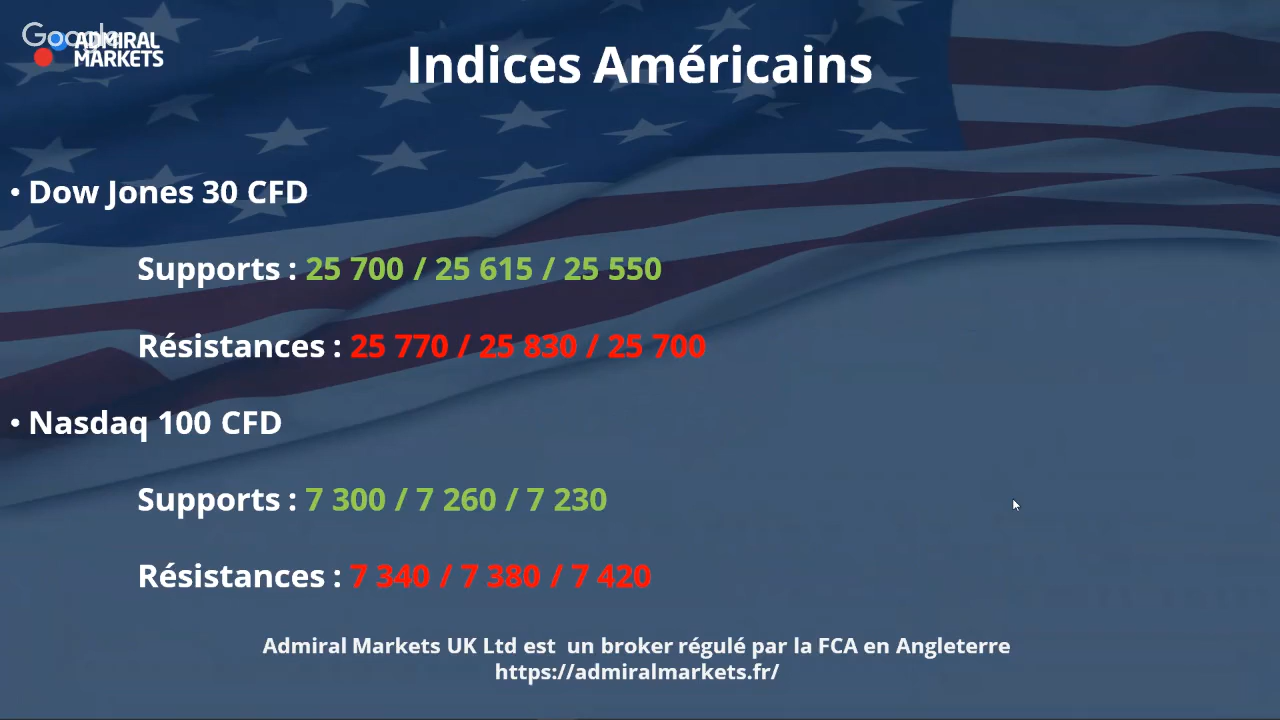 Google
ADMIRAL
MARKETS
Indices Américains
• Dow Jones 30 CFD
Supports : 25 700 / 25 615 / 25 550
Résistances : 25 770 / 25 830 / 25 700
• Nasdaq 100 CFD
Supports : 7 300 / 7 260 / 7 230
Résistances : 7 340 / 7 380 / 7 420
Admiral Markets UK Ltd est  un broker régulé par la FCA en Angleterre
https://admiralmarkets.fr/